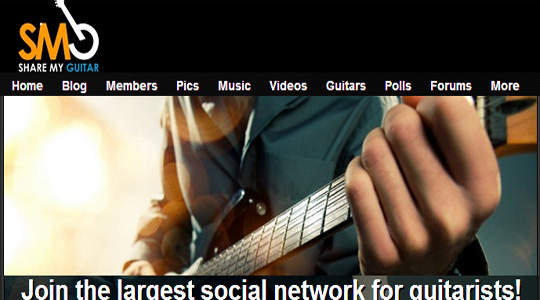 SMG
SHARE MY GUITAR
Home Blog Members Pics Music Videos Guitars Polls Forums More
Join the largest social network for guitarists!